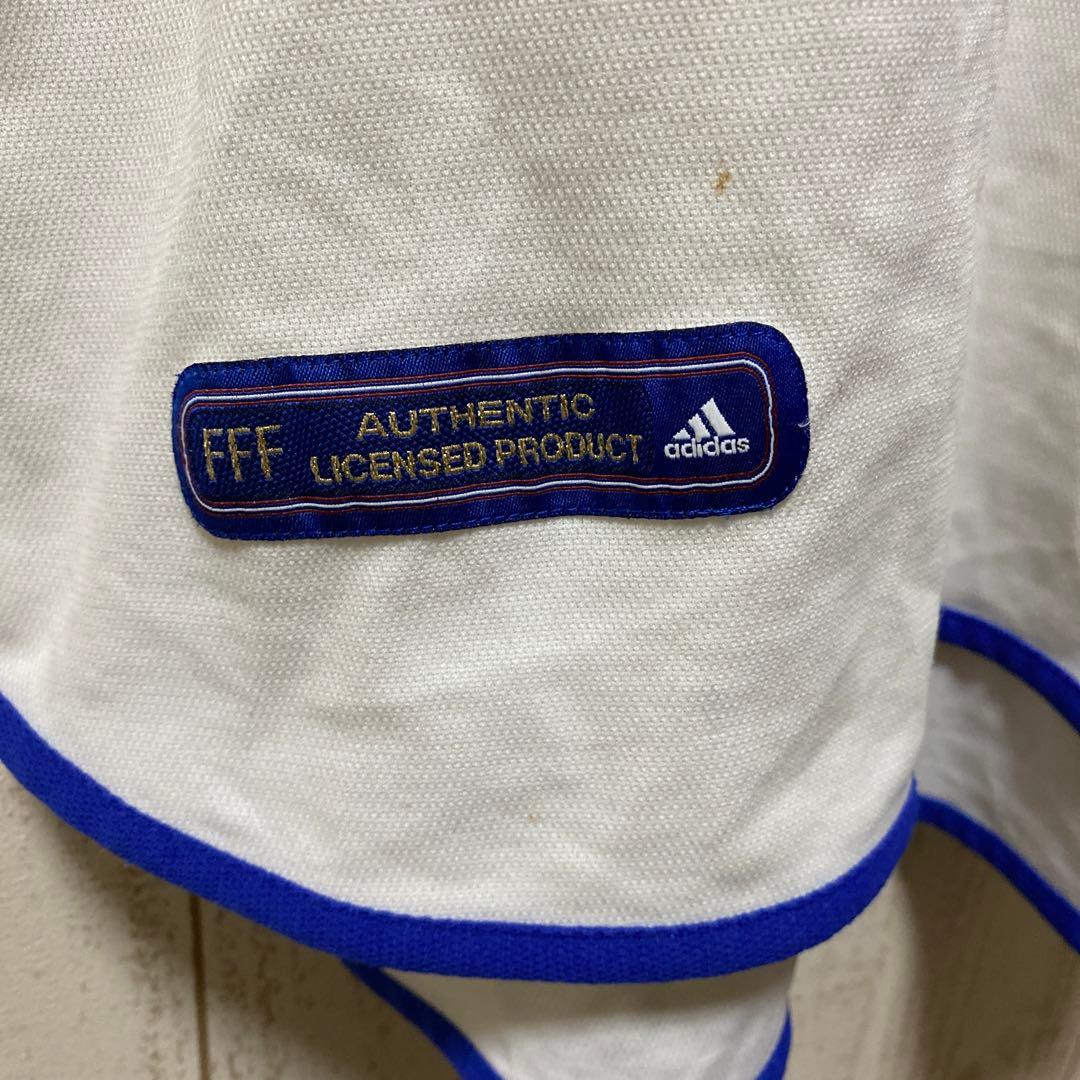 FFF
AUTHENTIC
LICENSED PRODUCT
adidas